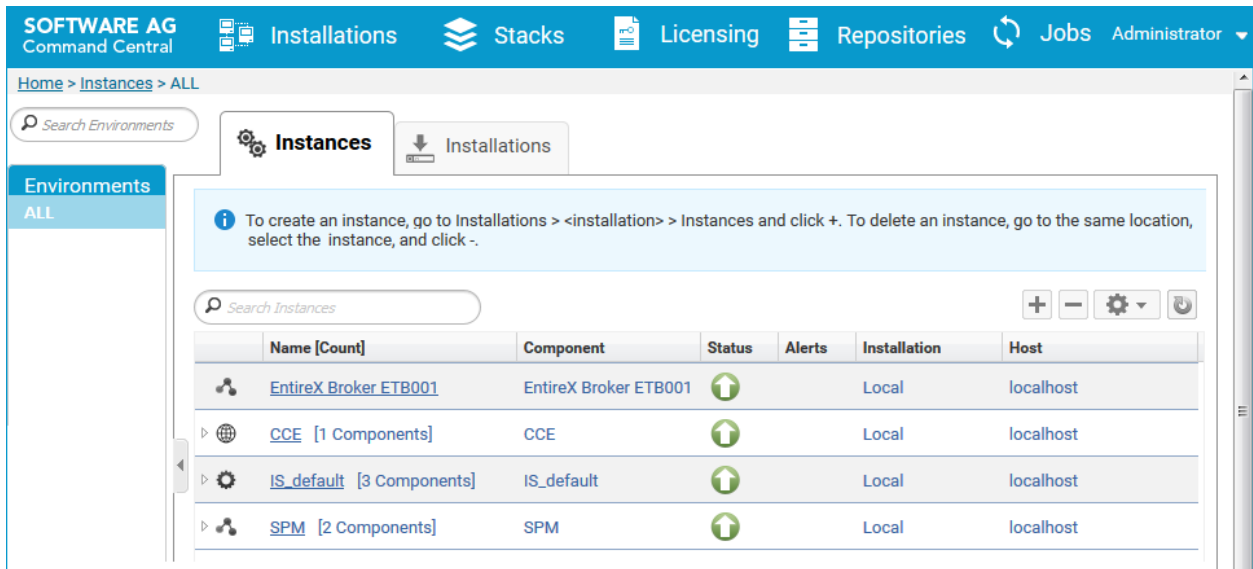 SOFTWARE AG
Command Central
Installations Stacks Licensing Repositories Jobs Administrator
Home > Instances > ALL
Search Environments
Instances Installations
Environments
ALL
To create an instance, go to Installations > <installation> > Instances and click +. To delete an instance, go to the same location,
select the instance, and click -.
Search Instances
Name [Count] Component Status Alerts Installation Host
EntireX Broker ETB001 EntireX Broker ETB001 Local localhost
CCE [1 Components] CCE Local localhost
IS_default [3 Components] IS_default Local localhost
SPM [2 Components] SPM Local localhost